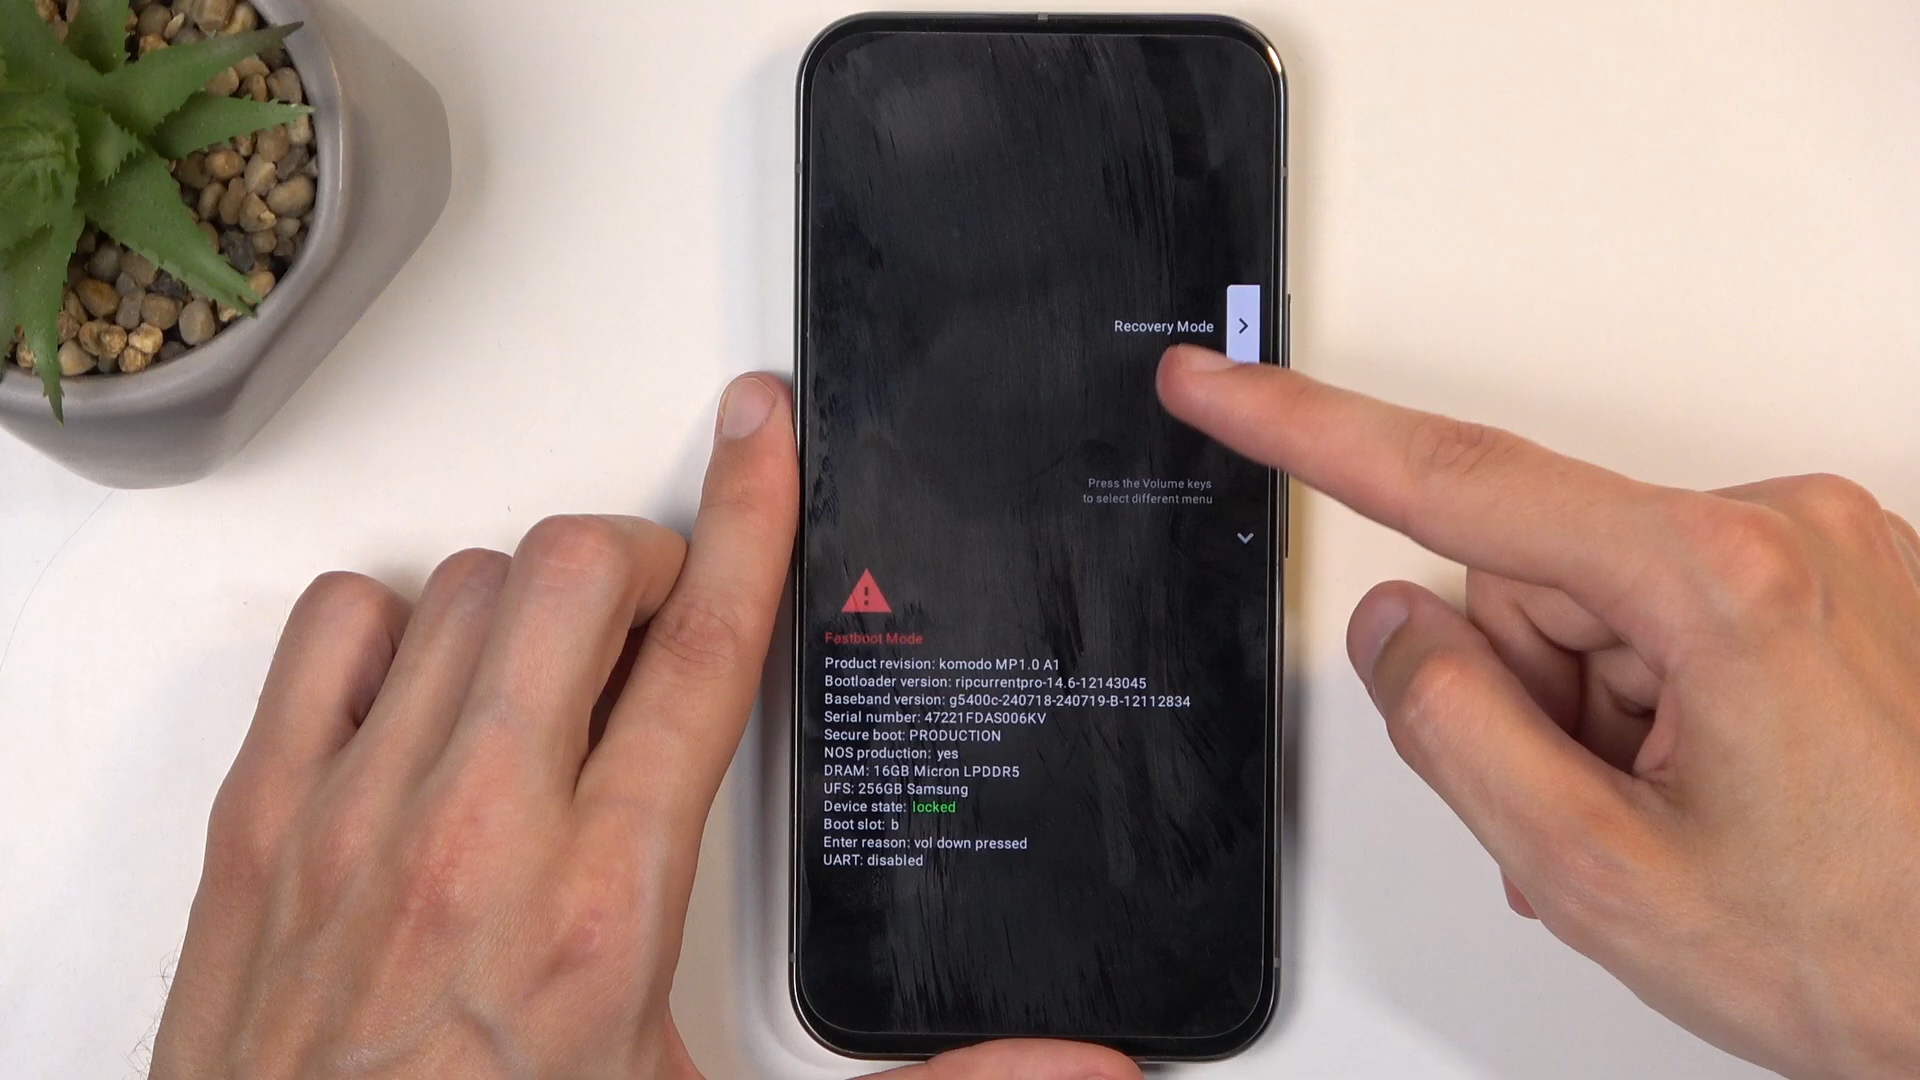 Recovery Mode
Press the Volume keys
to select different menu
Fastboot Mode
Product revision: komodo MP1.0 A1
Bootloader version: ripcurrentpro-14.6-12143045
Baseband version: g5400c-240718-240719-B-12112834
Serial number: 47221FDAS006KV
Secure boot: PRODUCTION
NOS production: yes
DRAM: 16GB Micron LPDDR5
UFS: 256GB Samsung
Device state: locked
Boot slot: b
Enter reason: vol down pressed
UART: disabled